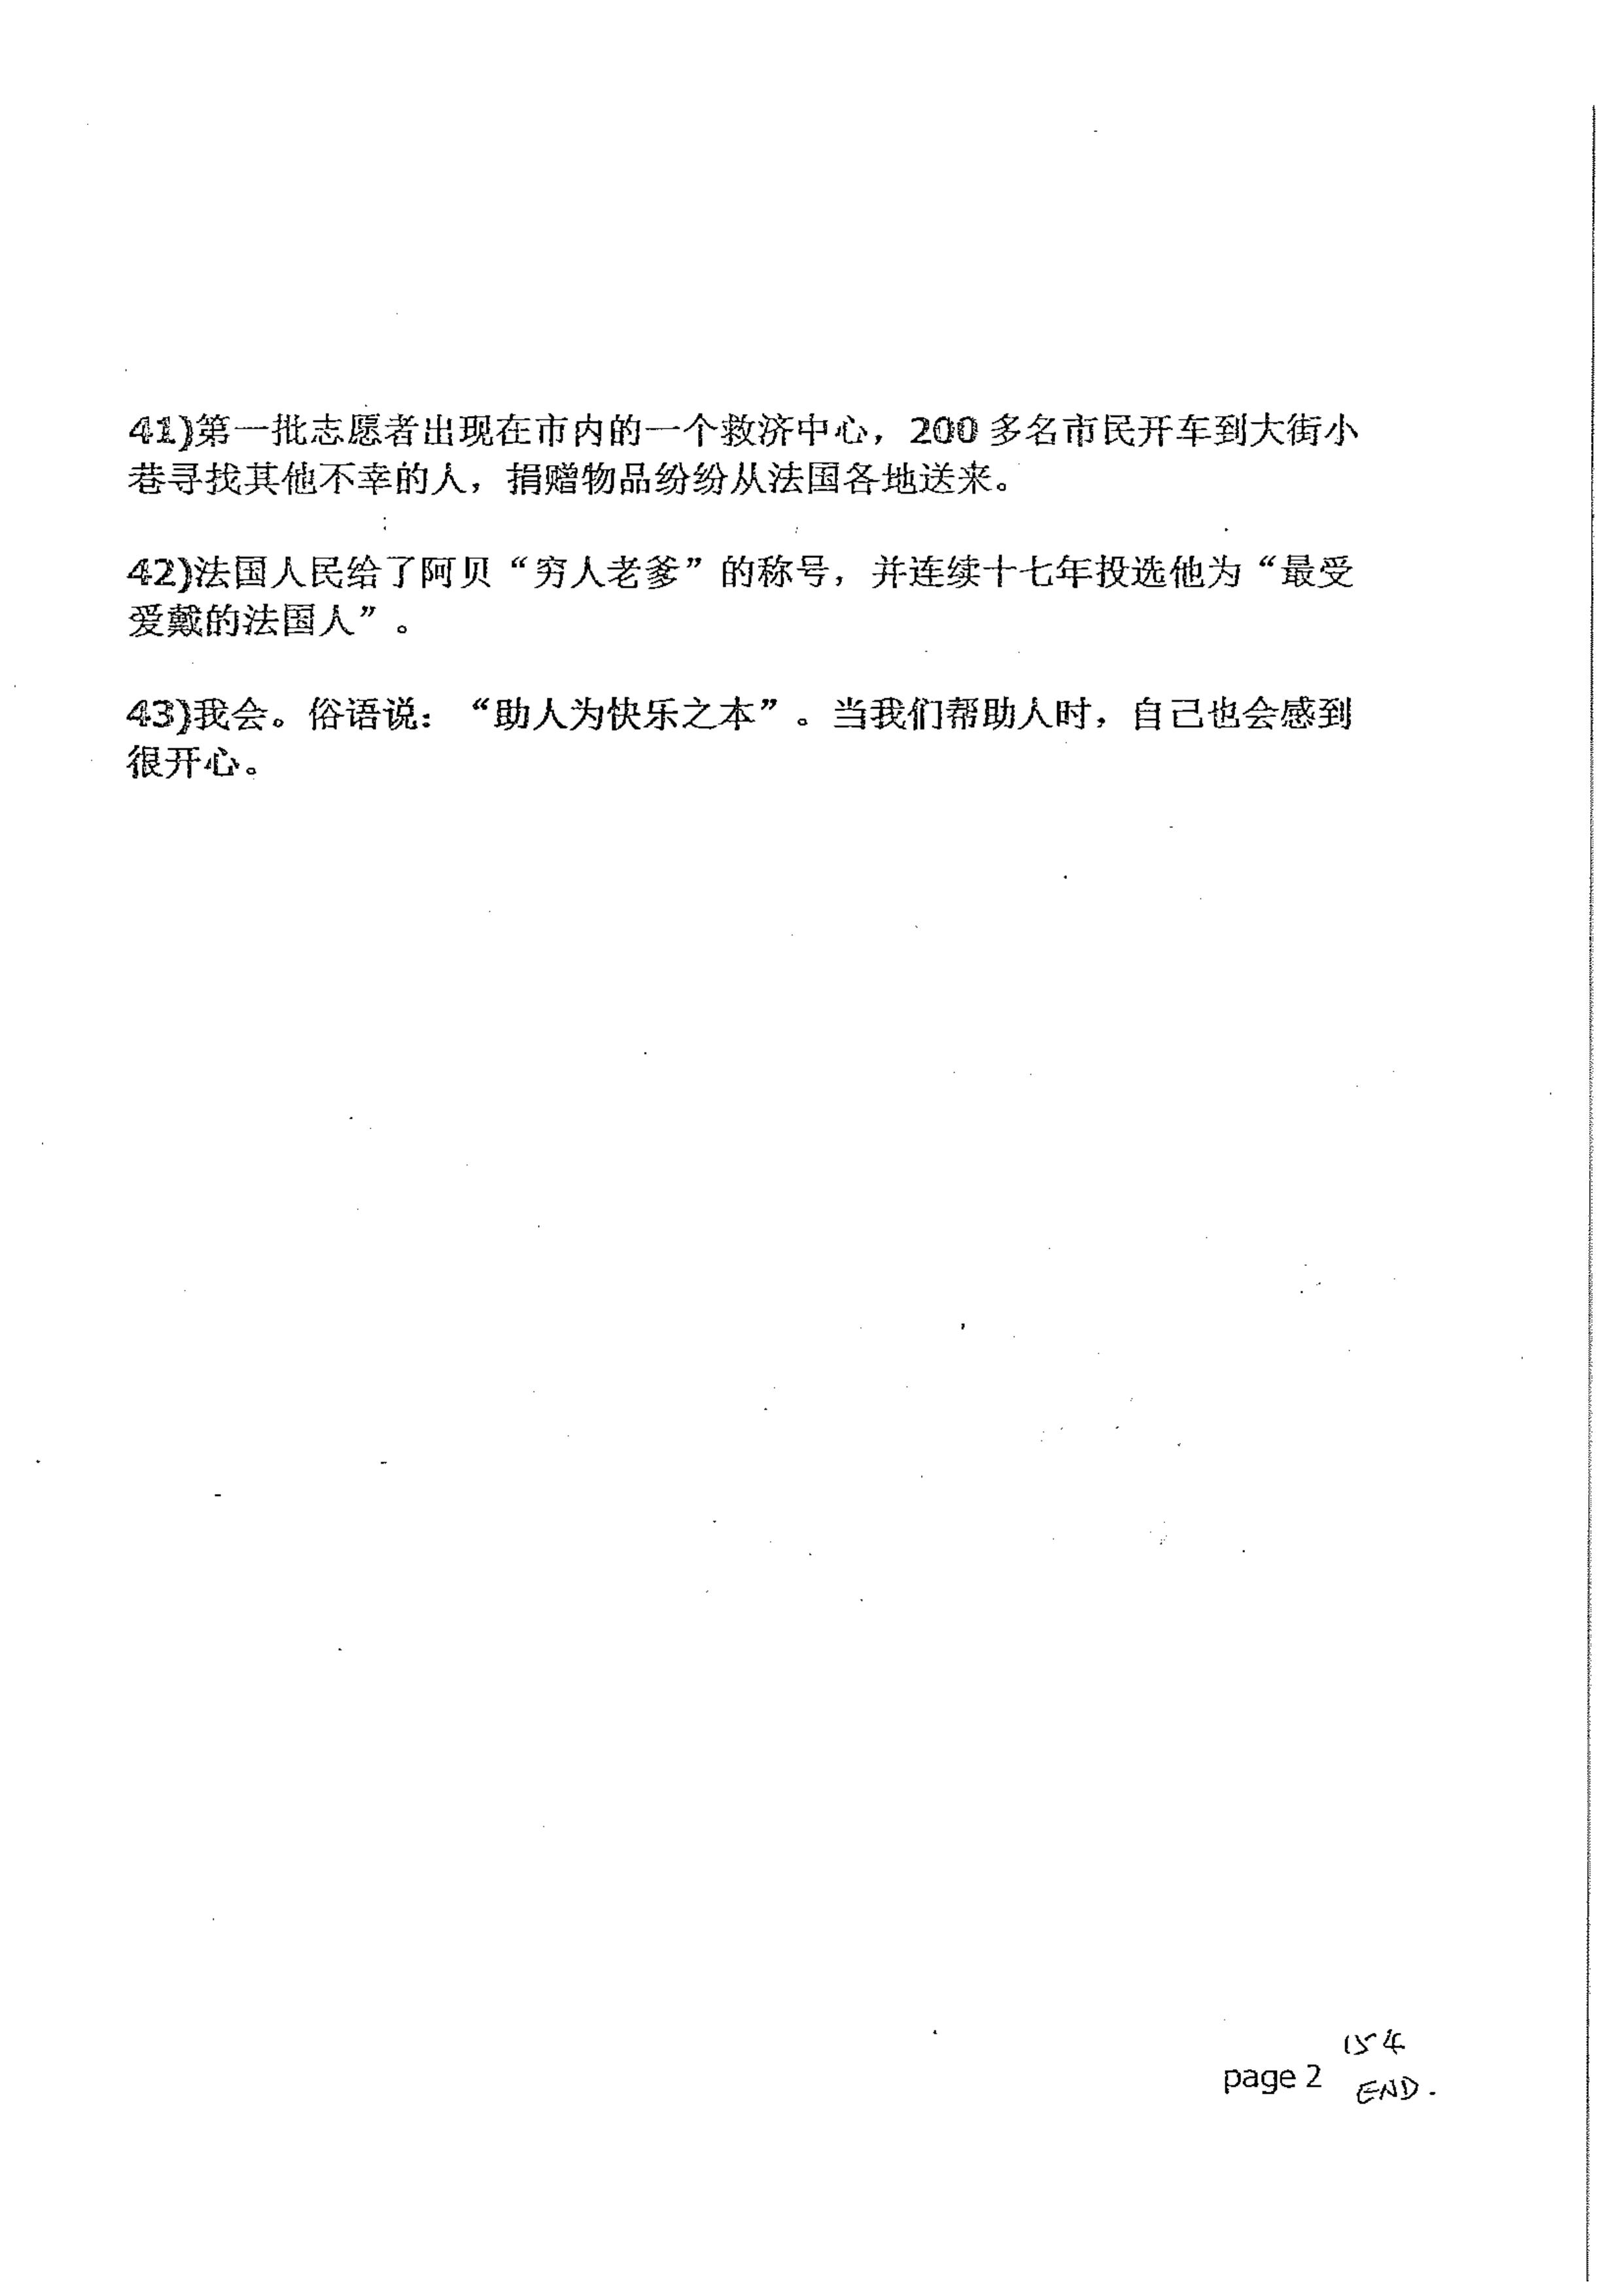 41)第一批志愿者出现在市内的一个救济中心，200 多名市民开车到大街小
巷寻找其他不幸的人，捐赠物品纷纷从法国各地送来。
42)法国人民给了阿贝“穷人老爹”的称号，并连续十七年投选他为“最受
爱戴的法国人”。
43)我会。俗语说：“助人为快乐之本”。当我们帮助人时，自己也会感到
很开心。
154
page 2 END.